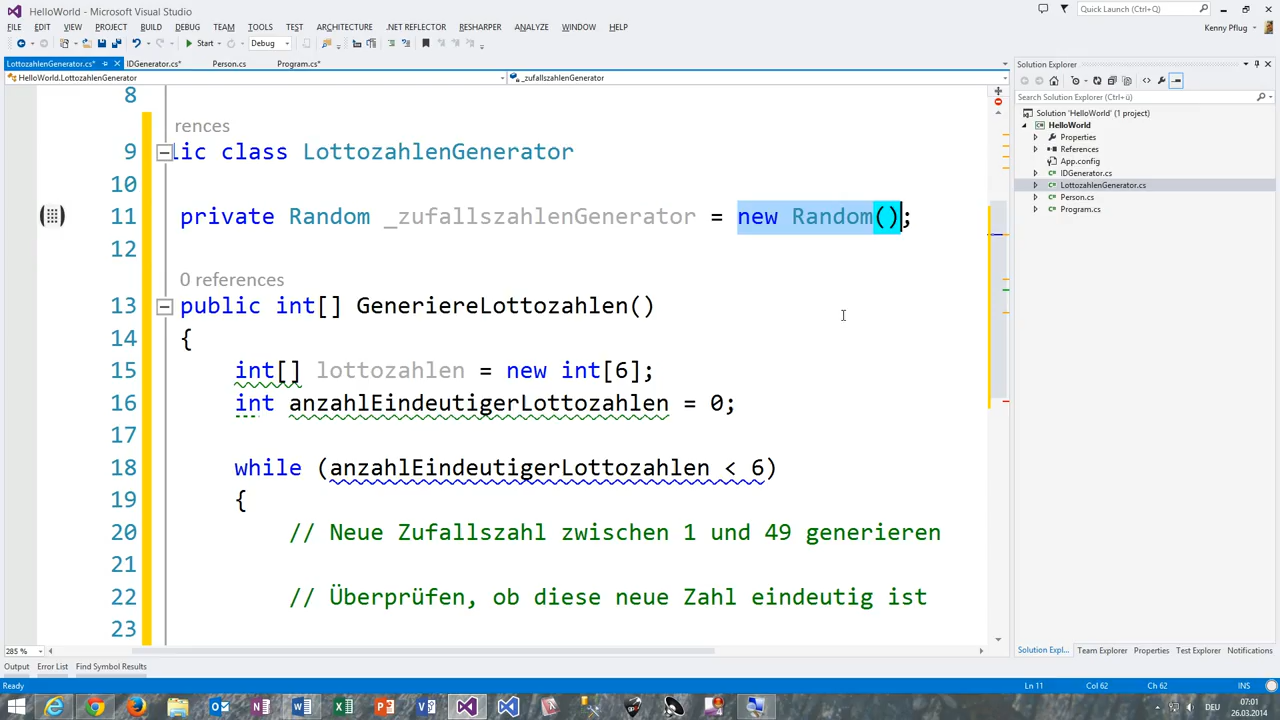 HelloWorld - Microsoft Visual Studio
Quick Launch (Ctrl+Q)
FILE EDIT VIEW PROJECT BUILD DEBUG TEAM TOOLS TEST ARCHITECTURE .NET REFLECTOR RESHARPER ANALYZE WINDOW HELP
Kenny Pflug
Start Debug
LottozahlenGenerator.cs* IDGenerator.cs* Person.cs Program.cs*
HelloWorld.LottozahlenGenerator _zufallszahlenGenerator
8
rences
9 lic class LottozahlenGenerator
10
11 private Random _zufallszahlenGenerator = new Random();
12
0 references
13 public int[] GeneriereLottozahlen()
14 {
15 int[] lottozahlen = new int[6];
16 int anzahlEindeutigerLottozahlen = 0;
17
18 while (anzahlEindeutigerLottozahlen < 6)
19 {
20 // Neue Zufallszahl zwischen 1 und 49 generieren
21
22 // Überprüfen, ob diese neue Zahl eindeutig ist
23
285 %
Solution Explorer
Search Solution Explorer (Ctrl+ü)
Solution 'HelloWorld' (1 project)
HelloWorld
Properties
References
App.config
IDGenerator.cs
LottozahlenGenerator.cs
Person.cs
Program.cs
Solution Expl... Team Explorer Properties Test Explorer Notifications
Output Error List Find Symbol Results
Ready Ln 11 Col 62 Ch 62 INS
DEU
07:01
26.03.2014